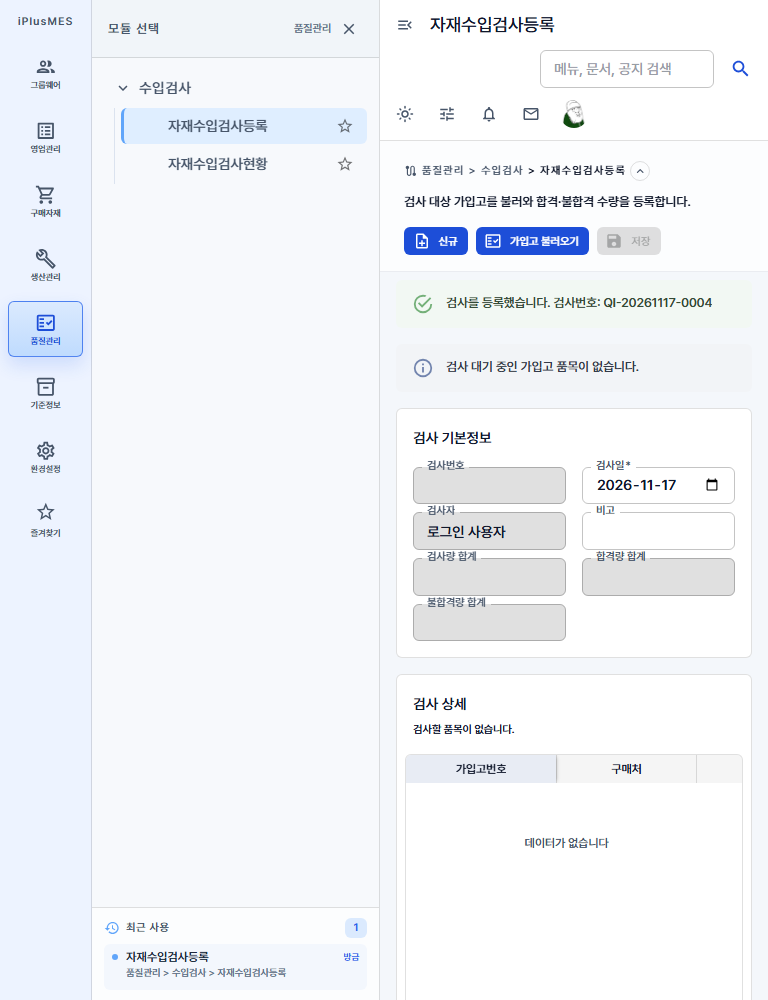 iPlusMES
그룹웨어
영업관리
구매자재
생산관리
품질관리
기준정보
환경설정
즐겨찾기
모듈 선택
품질관리
수입검사
자재수입검사등록
자재수입검사현황
최근 사용
1
자재수입검사등록
방금
품질관리 > 수입검사 > 자재수입검사등록
자재수입검사등록
메뉴, 문서, 공지 검색
품질관리 > 수입검사 > 자재수입검사등록
검사 대상 가입고를 불러와 합격·불합격 수량을 등록합니다.
신규
가입고 불러오기
저장
검사를 등록했습니다. 검사번호: QI-20261117-0004
검사 대기 중인 가입고 품목이 없습니다.
검사 기본정보
검사번호
검사일*
2026-11-17
검사자
로그인 사용자
비고
검사량 합계
합격량 합계
불합격량 합계
검사 상세
검사할 품목이 없습니다.
가입고번호
구매처
데이터가 없습니다